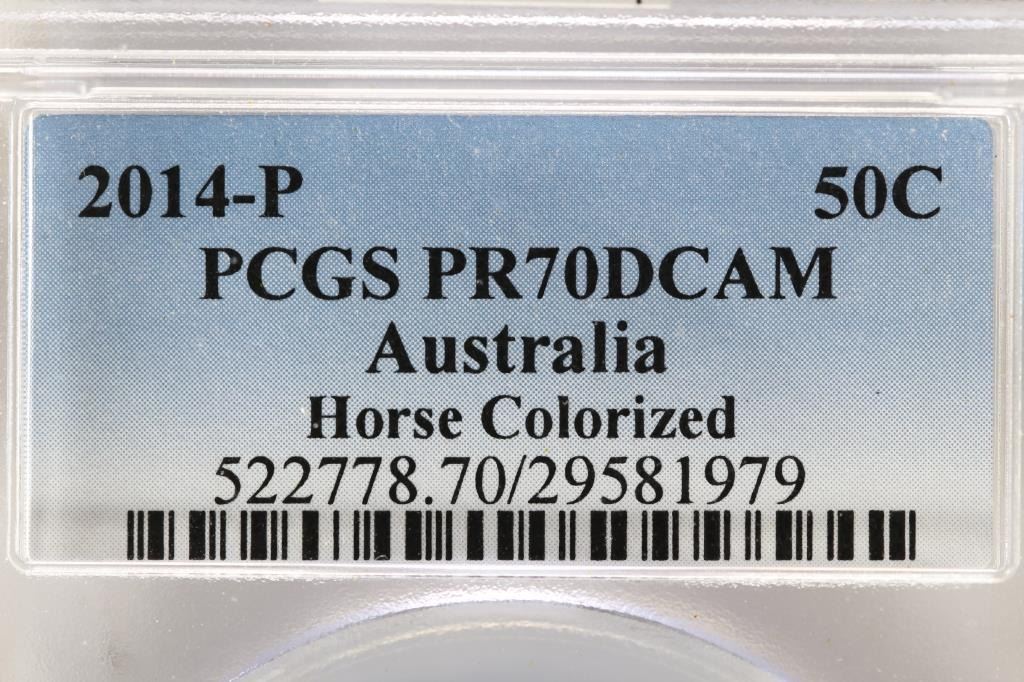 2014-P 50C
PCGS PR70DCAM
Australia
Horse Colorized
522778.70/29581979